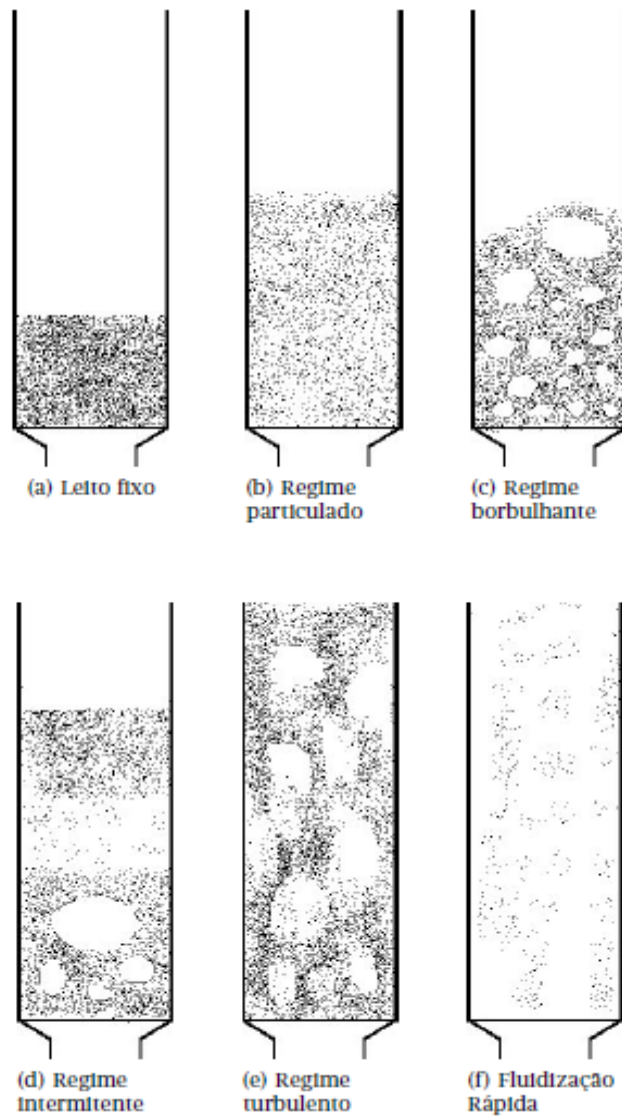 (a) Leito fixo
(b) Regime
particulado
(c) Regime
borbulhante
(d) Regime
intermitente
(e) Regime
turbulento
(f) Fluidização
Rápida